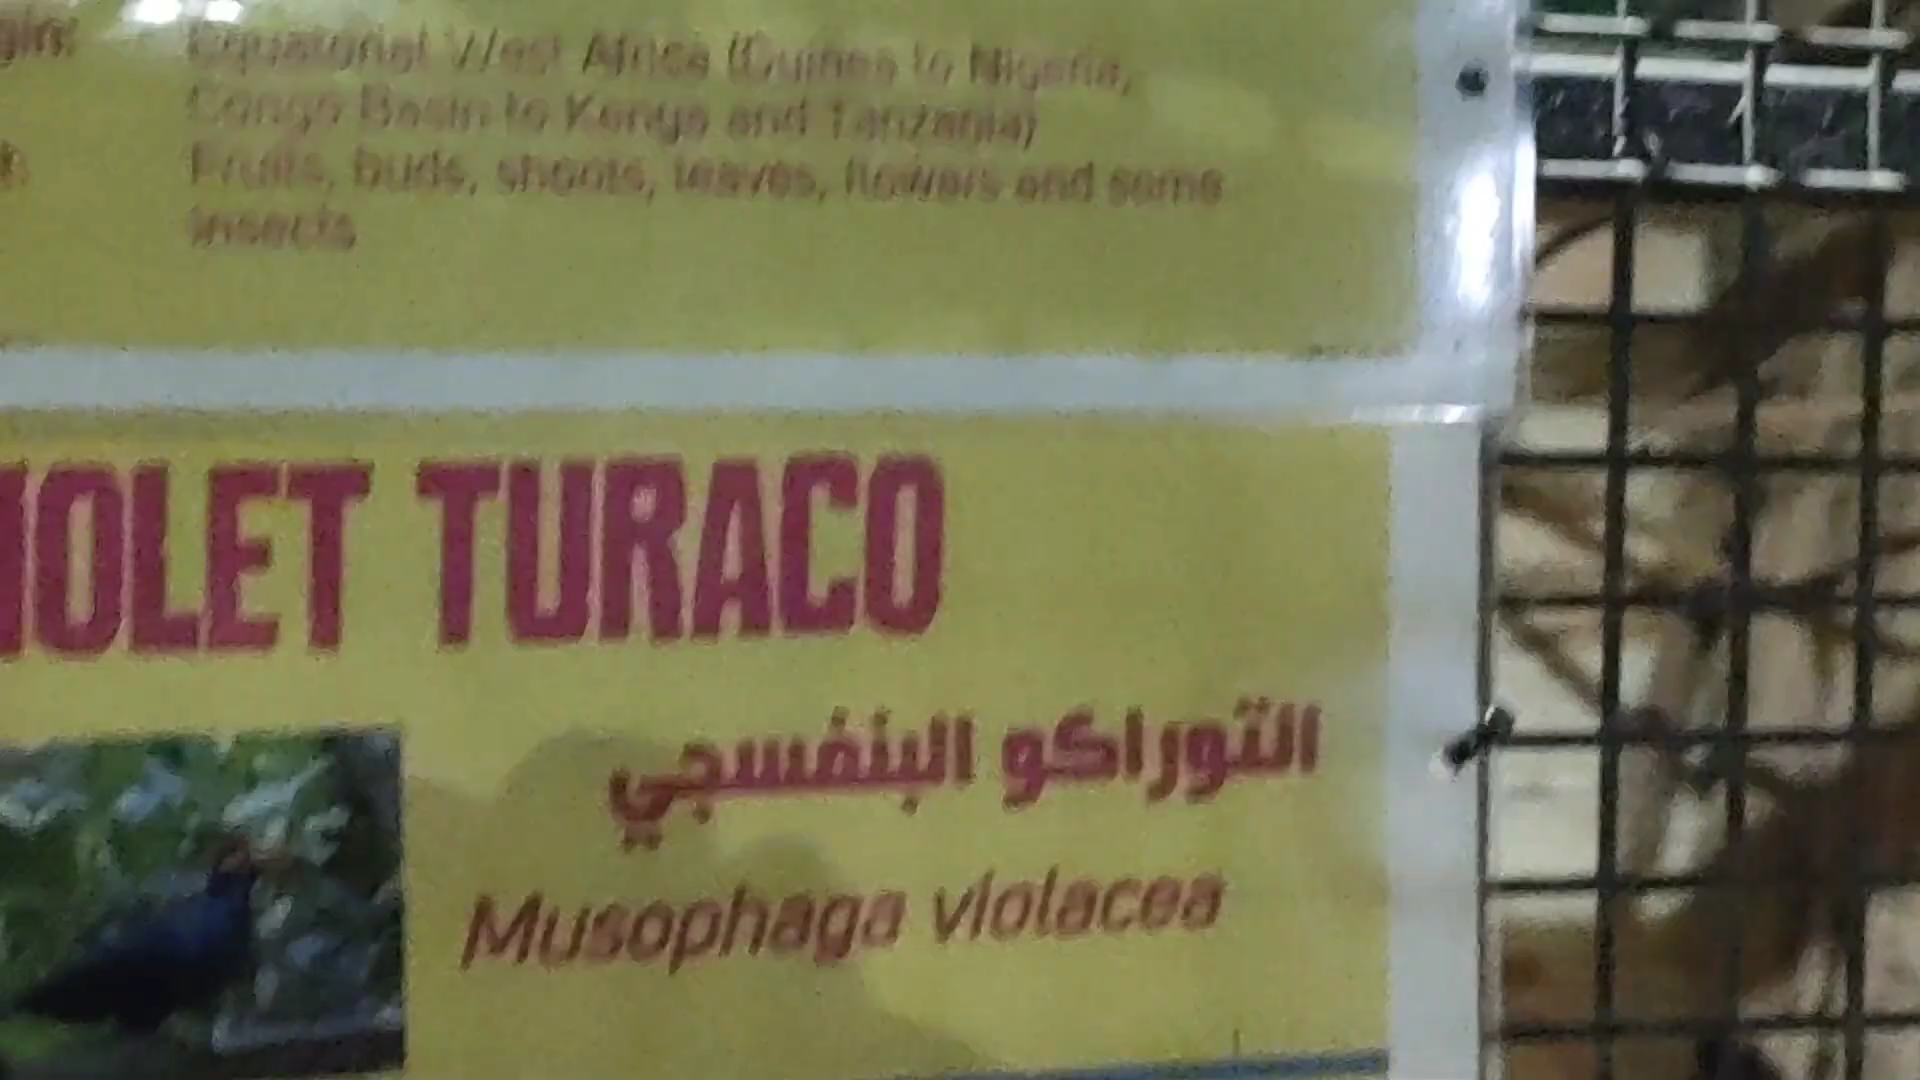 Equatorial West Africa (Guinea to Nigeria,
Congo Basin to Kenya and Tanzania)
Fruits, buds, shoots, leaves, flowers and some
insects
IOLET TURACO
التوراكو البنفسجي
Musophaga violacea